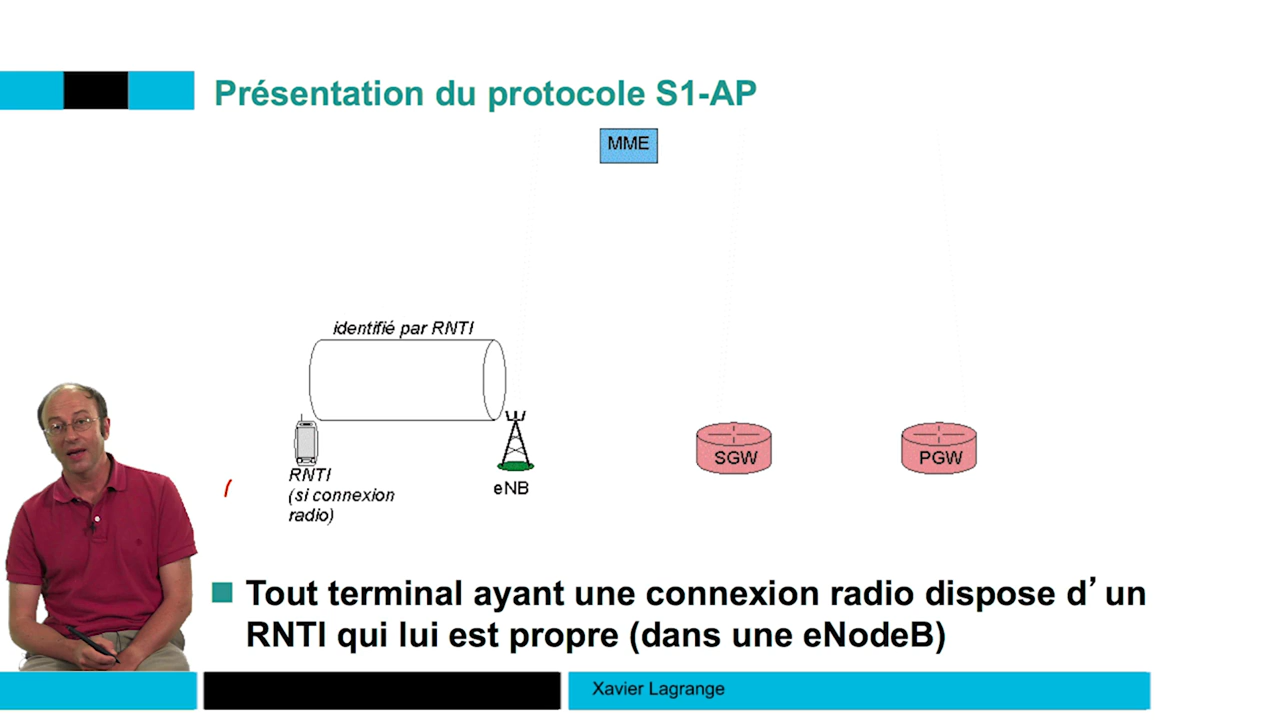 Présentation du protocole S1-AP
MME
identifié par RNTI
SGW
PGW
RNTI
(si connexion
radio)
eNB
Tout terminal ayant une connexion radio dispose d’un
RNTI qui lui est propre (dans une eNodeB)
Xavier Lagrange